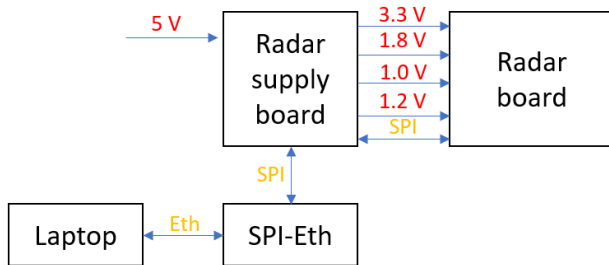 5 V
Radar
supply
board
3.3 V
1.8 V
1.0 V
1.2 V
SPI
Radar
board
SPI
Laptop
Eth
SPI-Eth